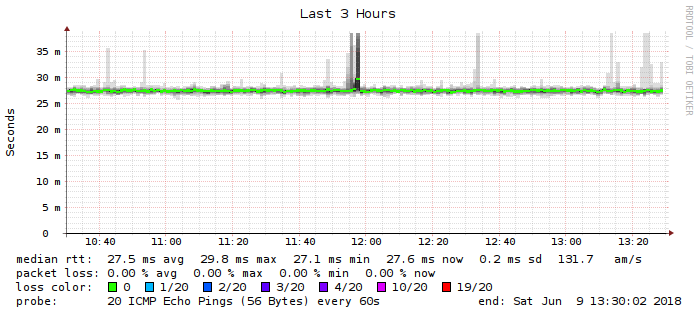 Last 3 Hours
RRDTOOL / TOBI OETIKER
Seconds
35 m
30 m
25 m
20 m
15 m
10 m
5 m
0
10:40 11:00 11:20 11:40 12:00 12:20 12:40 13:00 13:20
median rtt: 27.5 ms avg 29.8 ms max 27.1 ms min 27.6 ms now 0.2 ms sd 131.7 am/s
packet loss: 0.00 % avg 0.00 % max 0.00 % min 0.00 % now
loss color: 0 1/20 2/20 3/20 4/20 10/20 19/20
probe: 20 ICMP Echo Pings (56 Bytes) every 60s end: Sat Jun 9 13:30:02 2018